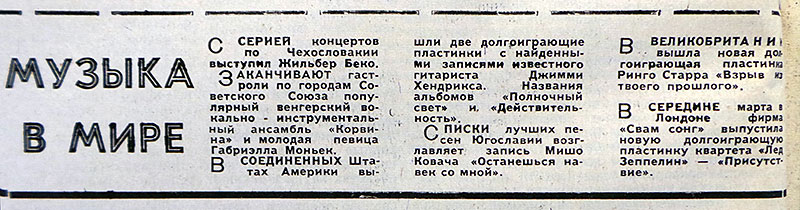 МУЗЫКА
В МИРЕ
С СЕРИЕЙ концертов
по Чехословакии
выступил Жильбер Беко.
ЗАКАНЧИВАЮТ гаст-
роли по городам Со-
ветского Союза попу-
лярный венгерский во-
кально - инструменталь-
ный ансамбль «Корви-
на» и молодая певица
Габриэлла Моньек.
В СОЕДИНЕННЫХ Шта-
тах Америки вы-
шли две долгоиграющие
пластинки с найденны-
ми записями известного
гитариста Джимми
Хендрикса. Названия
альбомов «Полночный
свет» и, «Действитель-
ность».
СПИСКИ лучших пе-
сен Югославии возг-
лавляет запись Мишо
Ковача «Останешься на-
век со мной».
В ВЕЛИКОБРИТАНИИ
вышла новая дол
гоиграющая пластинка
Ринго Старра «Взрыв из
твоего прошлого».
В СЕРЕДИНЕ марта в
Лондоне фирма
«Свам сонг» выпустила
новую долгоиграющую
пластинку квартета «Лед
Зеппелин» — «Присутст-
вие».